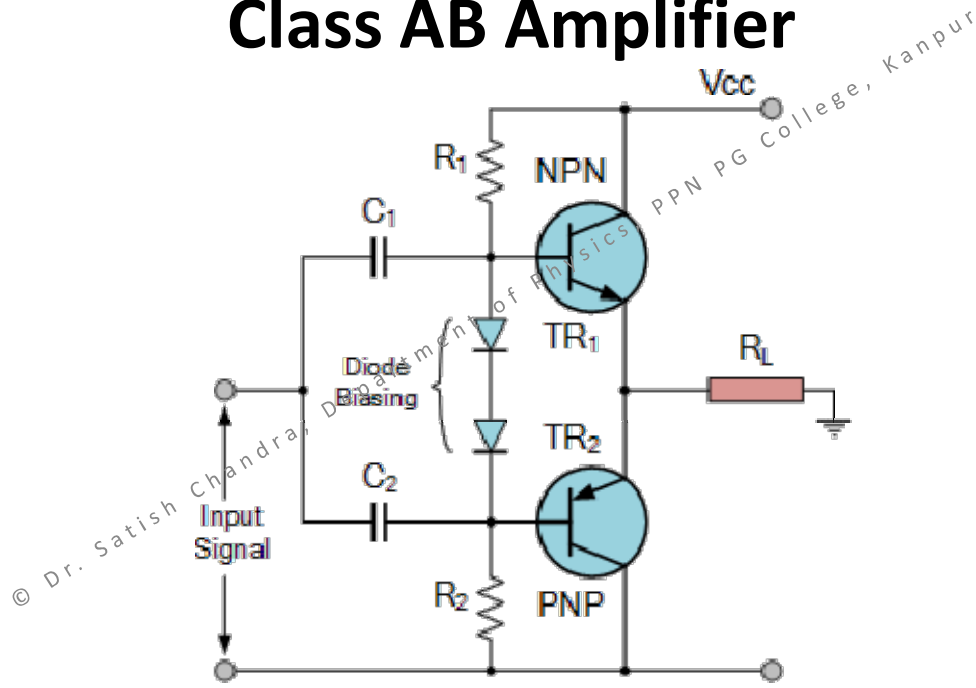 Class AB Amplifier
Vcc
R1
NPN
C1
TR1
Diode
Biasing
RL
TR2
C2
Input
Signal
R2
PNP
© Dr. Satish Chandra, Department of Physics, PPN PG College, Kanpur